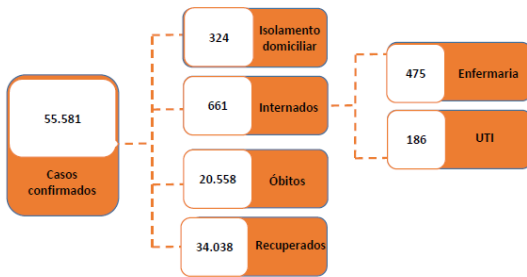 55.581
Casos
confirmados
324
Isolamento
domiciliar
661
Internados
475
Enfermaria
186
UTI
20.558
Óbitos
34.038
Recuperados